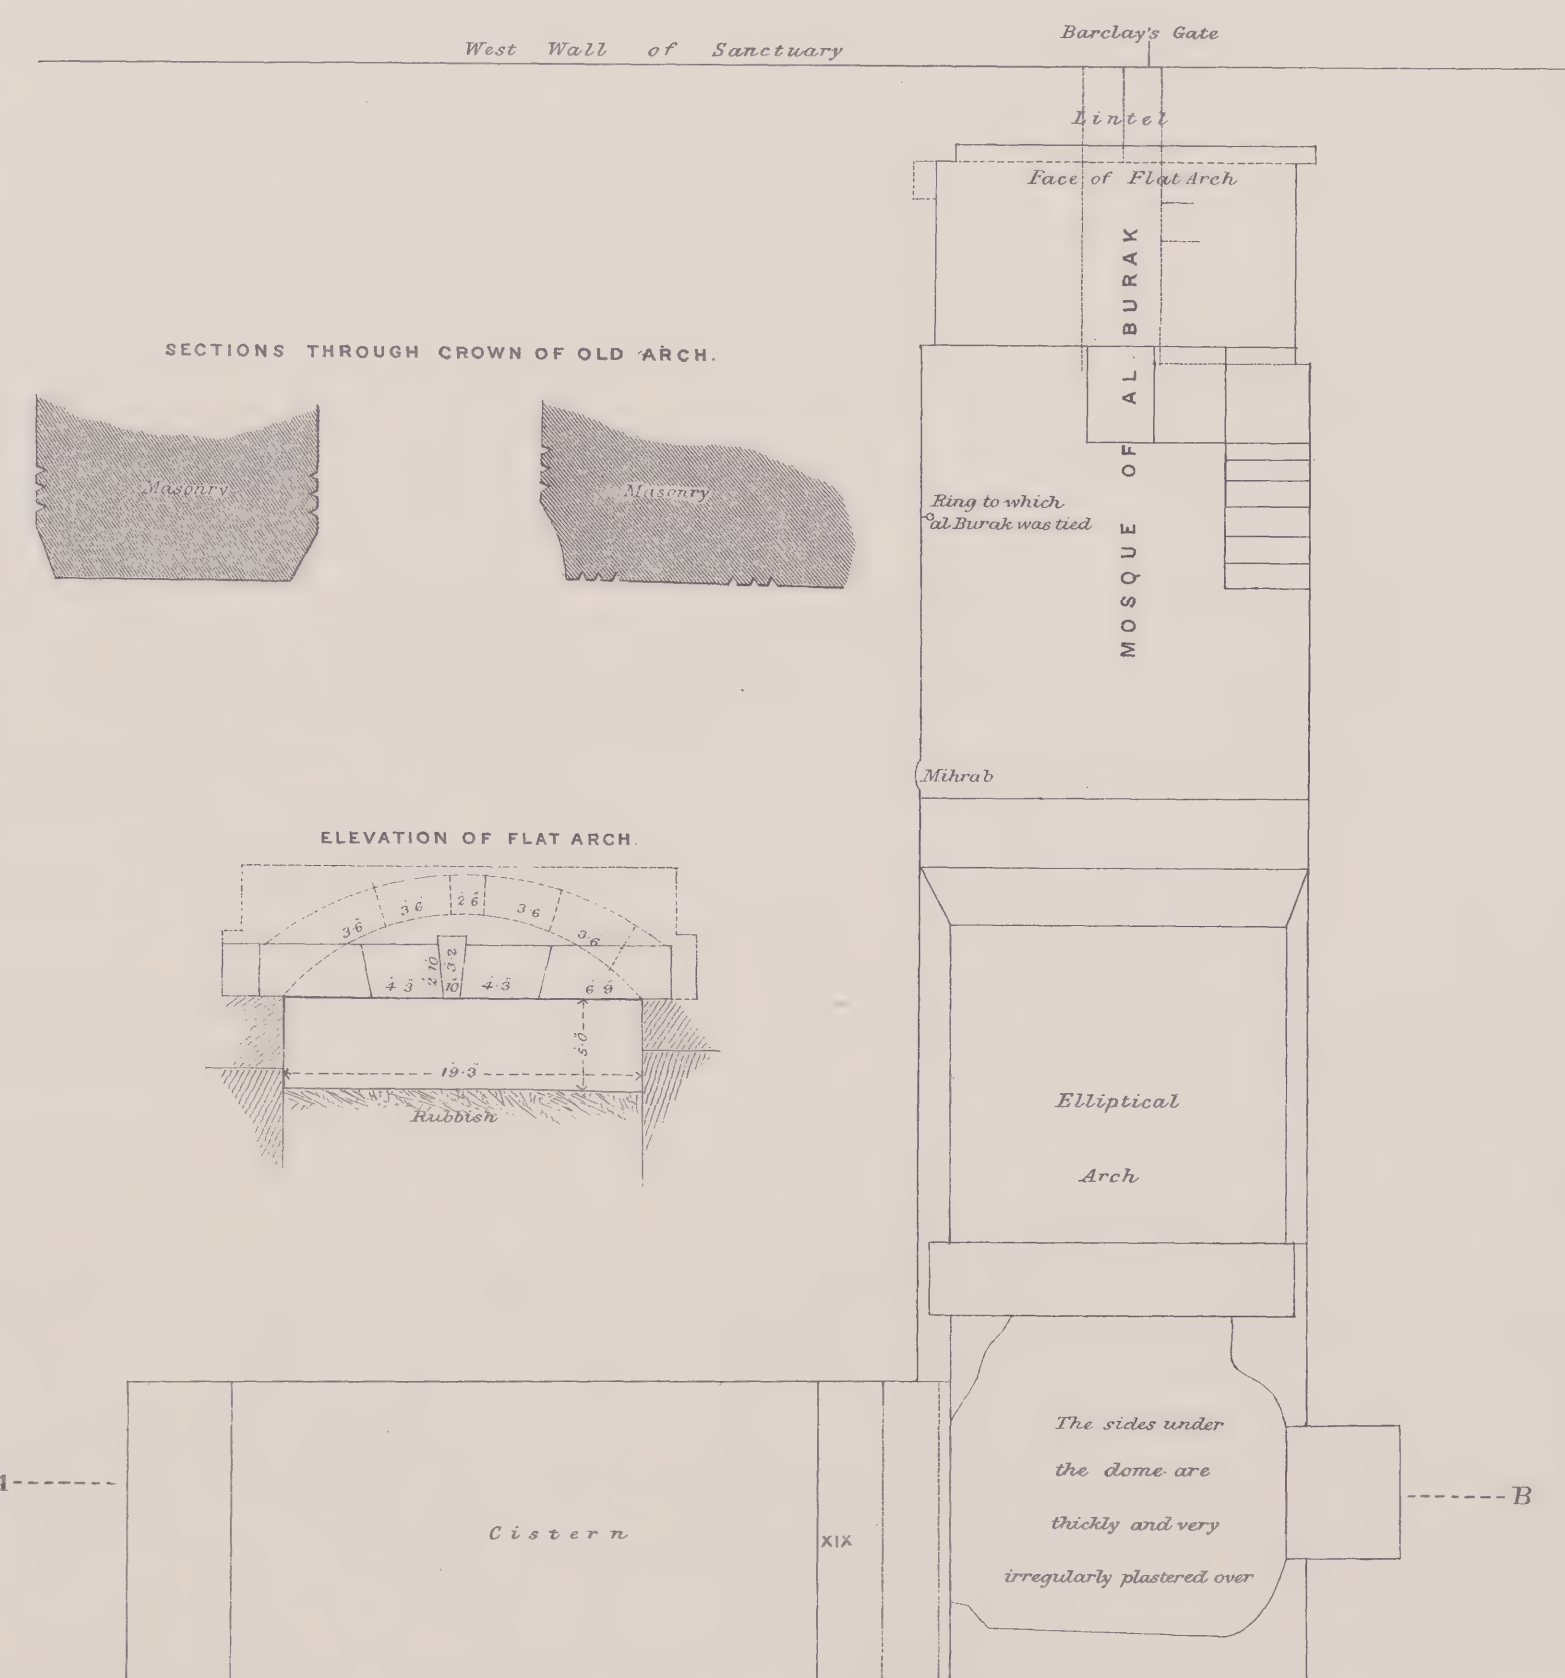 West Wall of Sanctuary
Barclay's Gate
Lintel
Face of Flat Arch
MOSQUE OF AL BURAK
SECTIONS THROUGH CROWN OF OLD ARCH.
Masonry
Masonry
Ring to which
al Burak was tied
Mihrab
ELEVATION OF FLAT ARCH.
3·6
3·6
2·6
3·6
3·6
4·3
2·10
3·2
10
4·3
6·9
5·0
19·3
Rubbish
Elliptical
Arch
The sides under
the dome are
thickly and very
irregularly plastered over
B
Cistern
XIX